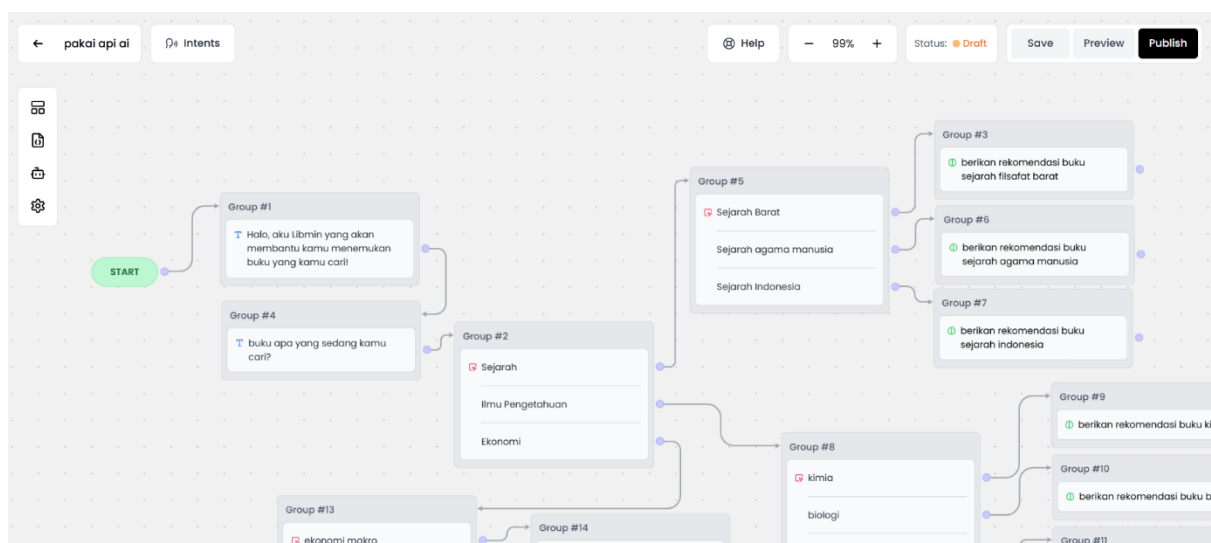 pakai api ai
Intents
Help
99%
Status: Draft
Save
Preview
Publish
START
Group #1
Halo, aku Libmin yang akan
membantu kamu menemukan
buku yang kamu cari!
Group #4
buku apa yang sedang kamu
cari?
Group #2
Sejarah
Ilmu Pengetahuan
Ekonomi
Group #5
Sejarah Barat
Sejarah agama manusia
Sejarah Indonesia
Group #3
berikan rekomendasi buku
sejarah filsafat barat
Group #6
berikan rekomendasi buku
sejarah agama manusia
Group #7
berikan rekomendasi buku
sejarah indonesia
Group #8
kimia
biologi
Group #9
berikan rekomendasi buku ki
Group #10
berikan rekomendasi buku b
Group #11
Group #13
ekonomi makro
Group #14